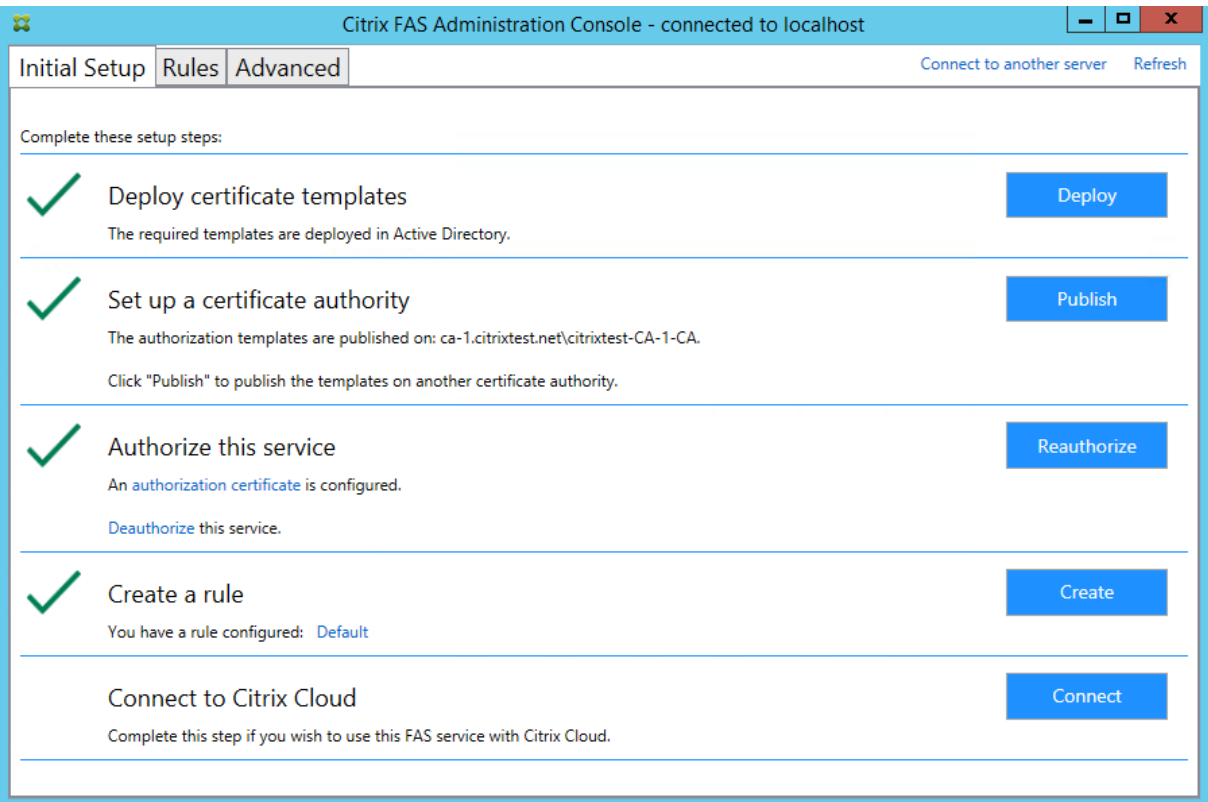 Citrix FAS Administration Console - connected to localhost
Initial Setup Rules Advanced Connect to another server Refresh
Complete these setup steps:
Deploy certificate templates Deploy
The required templates are deployed in Active Directory.
Set up a certificate authority Publish
The authorization templates are published on: ca-1.citrixtest.net\citrixtest-CA-1-CA.
Click "Publish" to publish the templates on another certificate authority.
Authorize this service Reauthorize
An authorization certificate is configured.
Deauthorize this service.
Create a rule Create
You have a rule configured: Default
Connect to Citrix Cloud Connect
Complete this step if you wish to use this FAS service with Citrix Cloud.